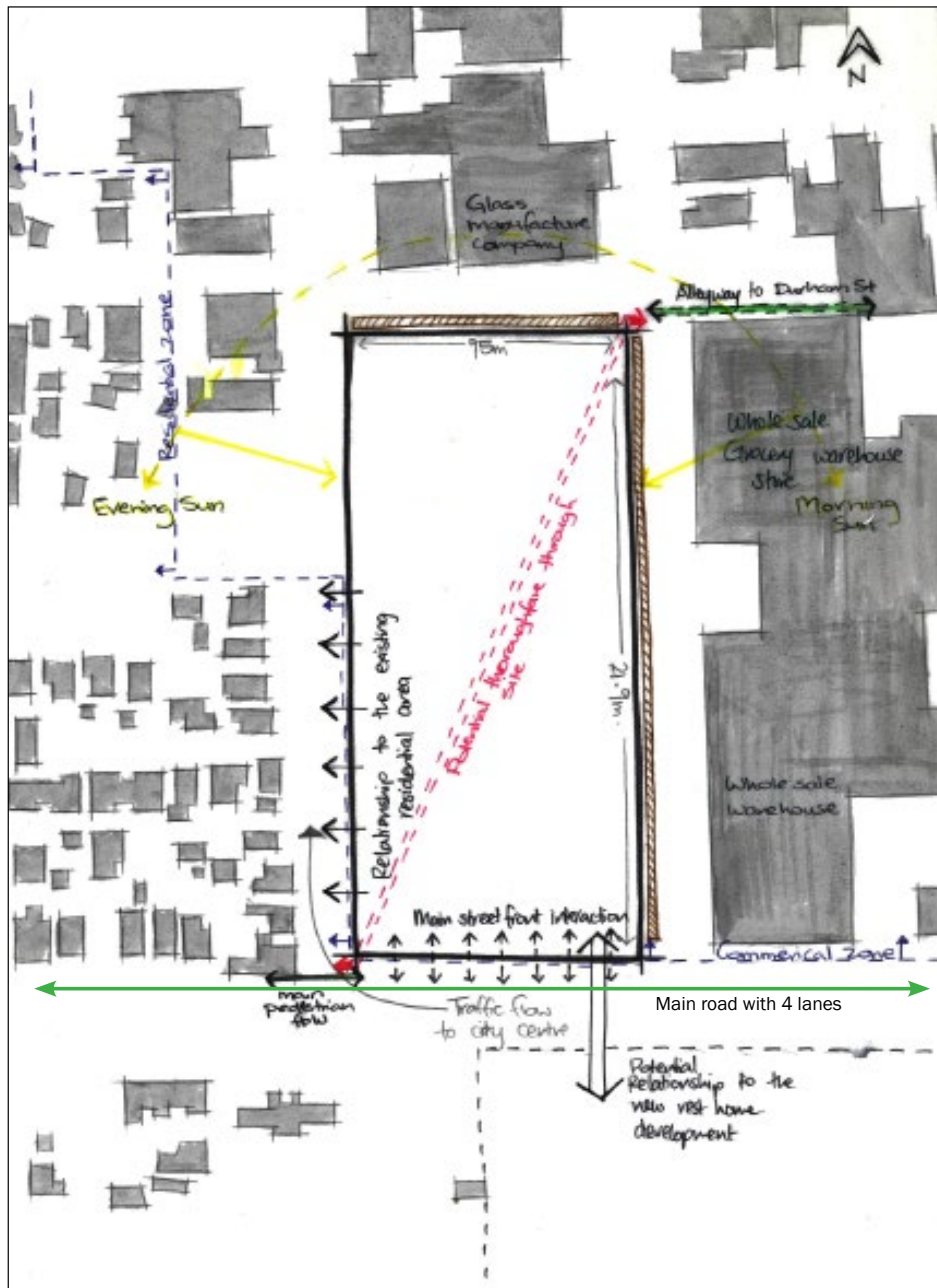 N
Glass
manufacture
company
Alleyway to Durham St
95m
Residential zone
Whole sale
Grocery warehouse
store
Evening Sun
Morning
Sun
Potential thoroughfare through
site
Relationship to the existing
residential area
Whole sale
warehouse
Main street front interaction
Commerical Zone
main
pedestrian
flow
Main road with 4 lanes
Traffic flow
to city centre
Potential
Relationship to the
new rest home
development